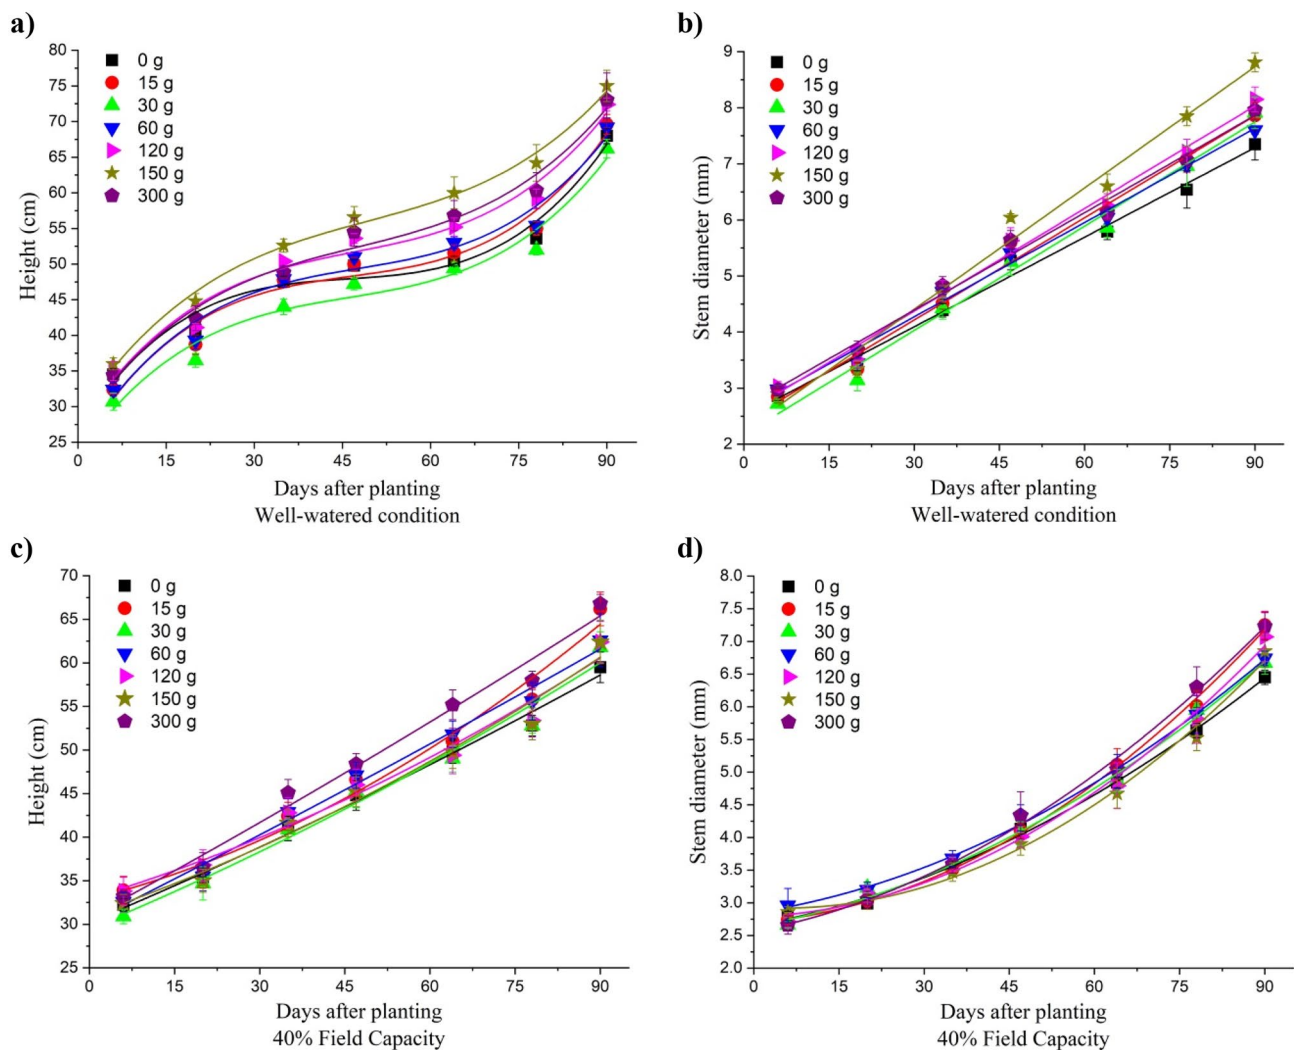 a)
80
75
70
65
60
55
50
45
40
35
30
25
Height (cm)
0 g
15 g
30 g
60 g
120 g
150 g
300 g
0 15 30 45 60 75 90
Days after planting
Well-watered condition
b)
9
8
7
6
5
4
3
2
Stem diameter (mm)
0 g
15 g
30 g
60 g
120 g
150 g
300 g
0 15 30 45 60 75 90
Days after planting
Well-watered condition
c)
70
65
60
55
50
45
40
35
30
25
Height (cm)
0 g
15 g
30 g
60 g
120 g
150 g
300 g
0 15 30 45 60 75 90
Days after planting
40% Field Capacity
d)
8.0
7.5
7.0
6.5
6.0
5.5
5.0
4.5
4.0
3.5
3.0
2.5
2.0
Stem diameter (mm)
0 g
15 g
30 g
60 g
120 g
150 g
300 g
0 15 30 45 60 75 90
Days after planting
40% Field Capacity